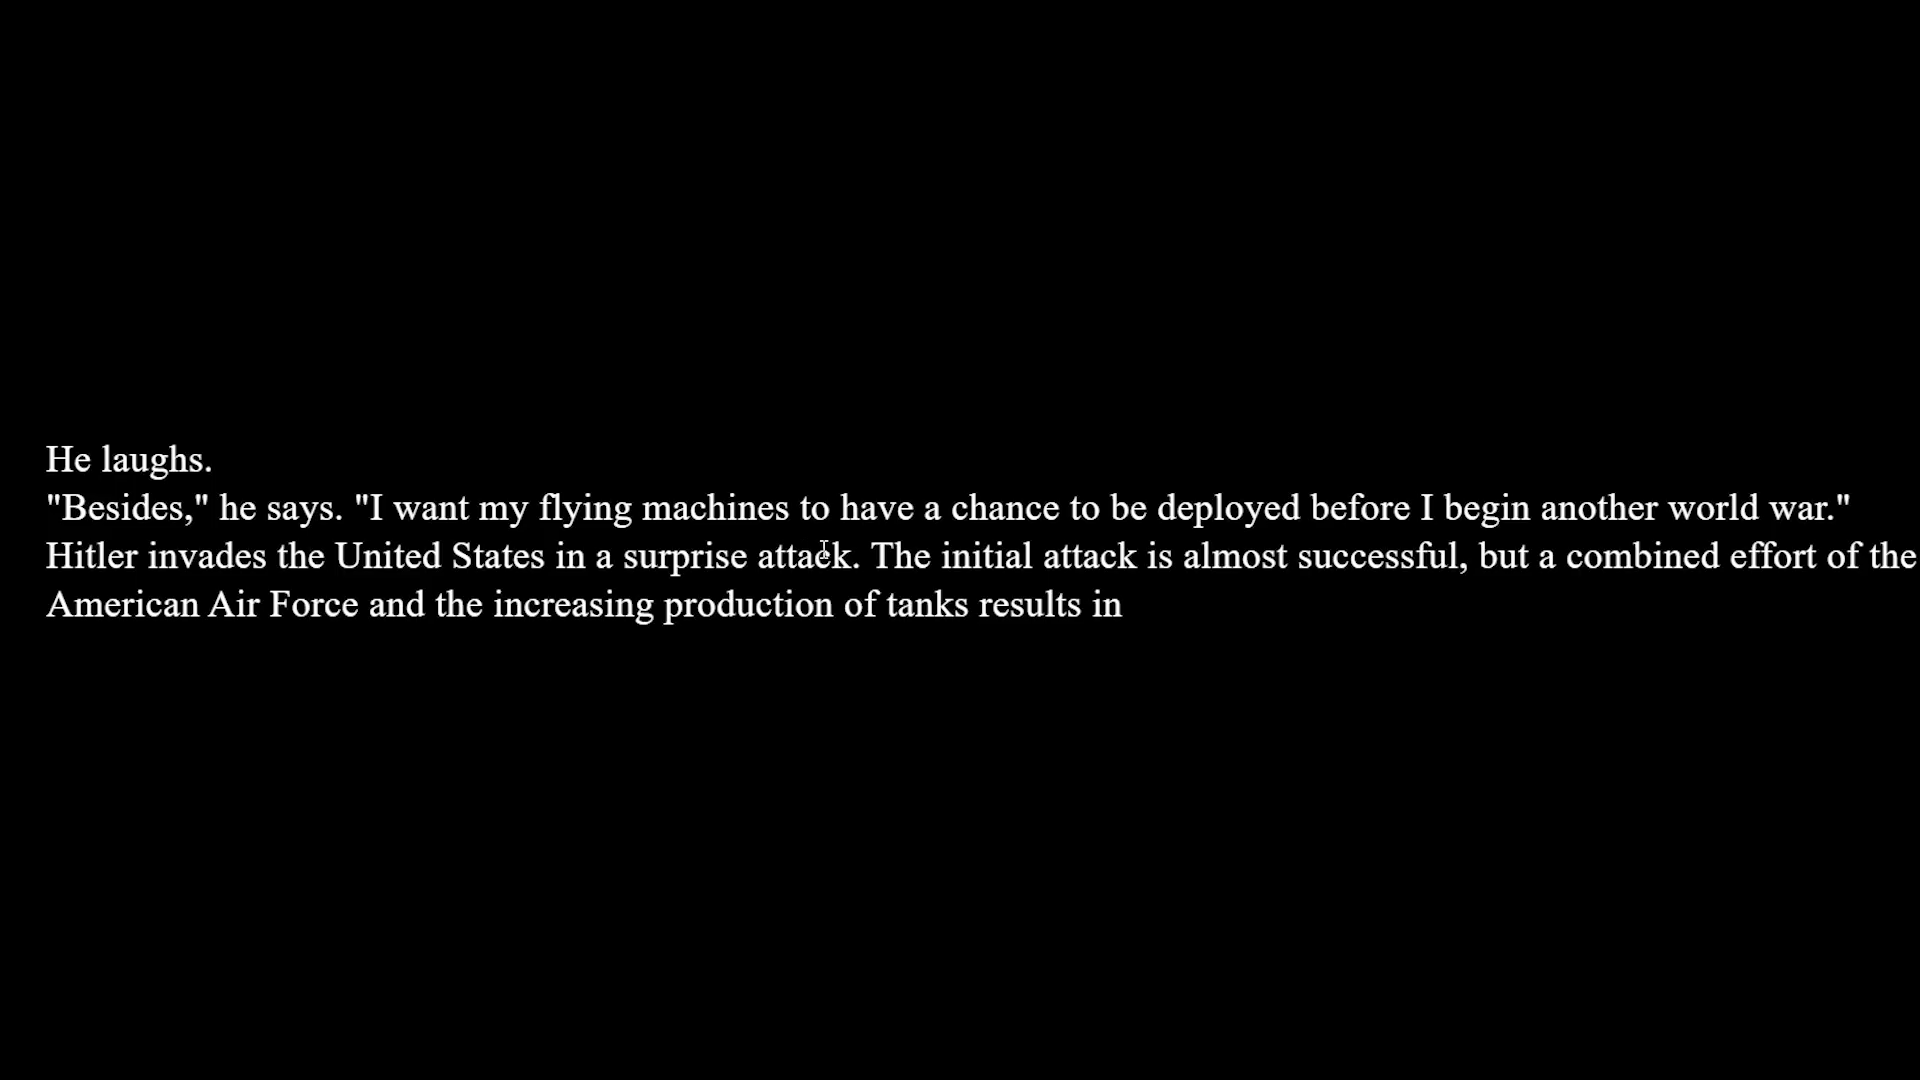 He laughs.
"Besides," he says. "I want my flying machines to have a chance to be deployed before I begin another world war."
Hitler invades the United States in a surprise attack. The initial attack is almost successful, but a combined effort of the
American Air Force and the increasing production of tanks results in